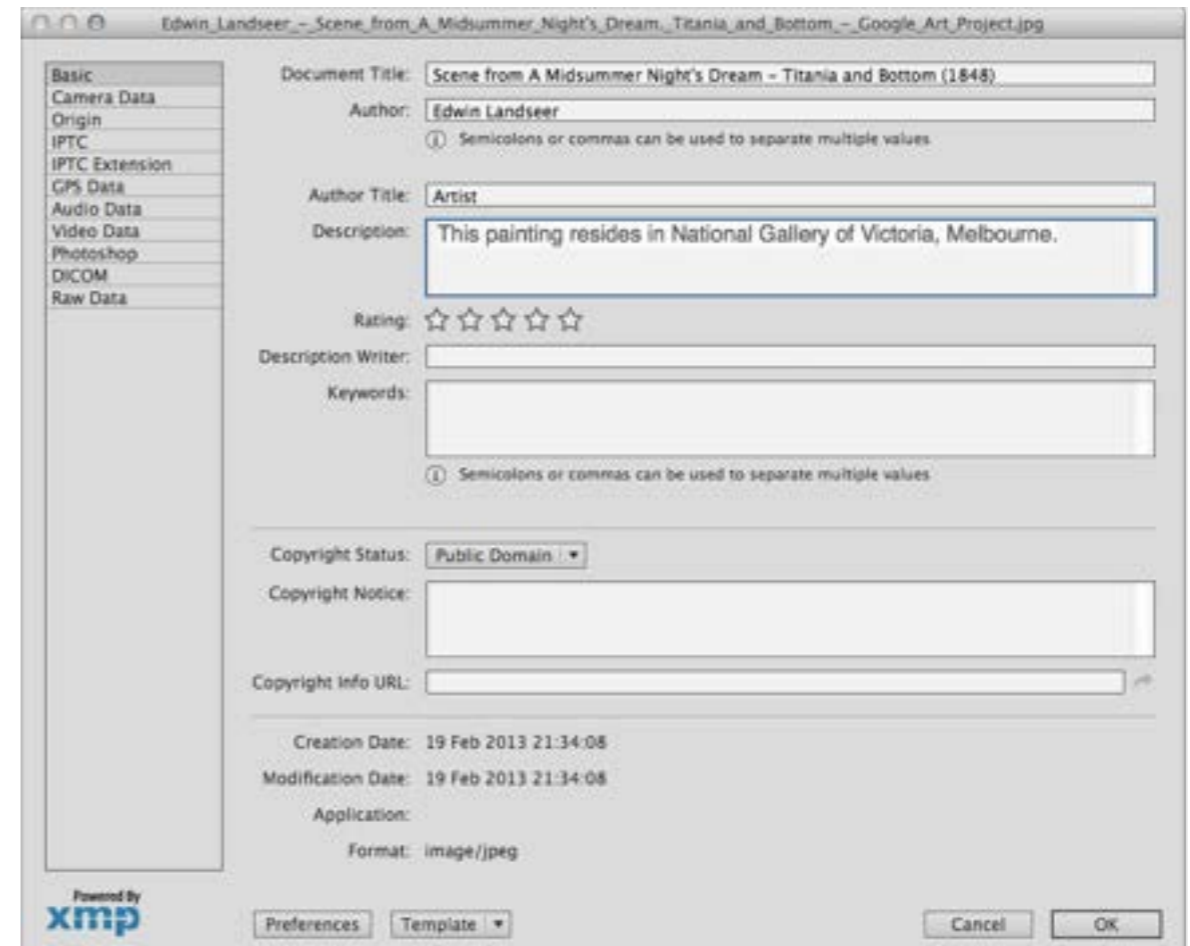 Edwin_Landseer_-_Scene_from_A_Midsummer_Night's_Dream._Titania_and_Bottom_-_Google_Art_Project.jpg
Basic
Camera Data
Origin
IPTC
IPTC Extension
GPS Data
Audio Data
Video Data
Photoshop
DICOM
Raw Data
Document Title: Scene from A Midsummer Night's Dream - Titania and Bottom (1848)
Author: Edwin Landseer
Semicolons or commas can be used to separate multiple values
Author Title: Artist
Description: This painting resides in National Gallery of Victoria, Melbourne.
Rating:
Description Writer:
Keywords:
Semicolons or commas can be used to separate multiple values
Copyright Status: Public Domain
Copyright Notice:
Copyright Info URL:
Creation Date: 19 Feb 2013 21:34:08
Modification Date: 19 Feb 2013 21:34:08
Application:
Format: image/jpeg
Powered By
xmp
Preferences Template Cancel OK